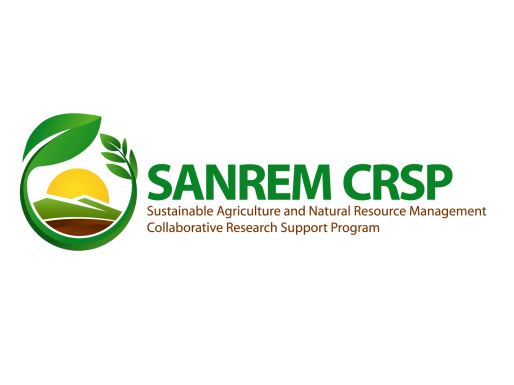 SANREM CRSP
Sustainable Agriculture and Natural Resource Management
Collaborative Research Support Program